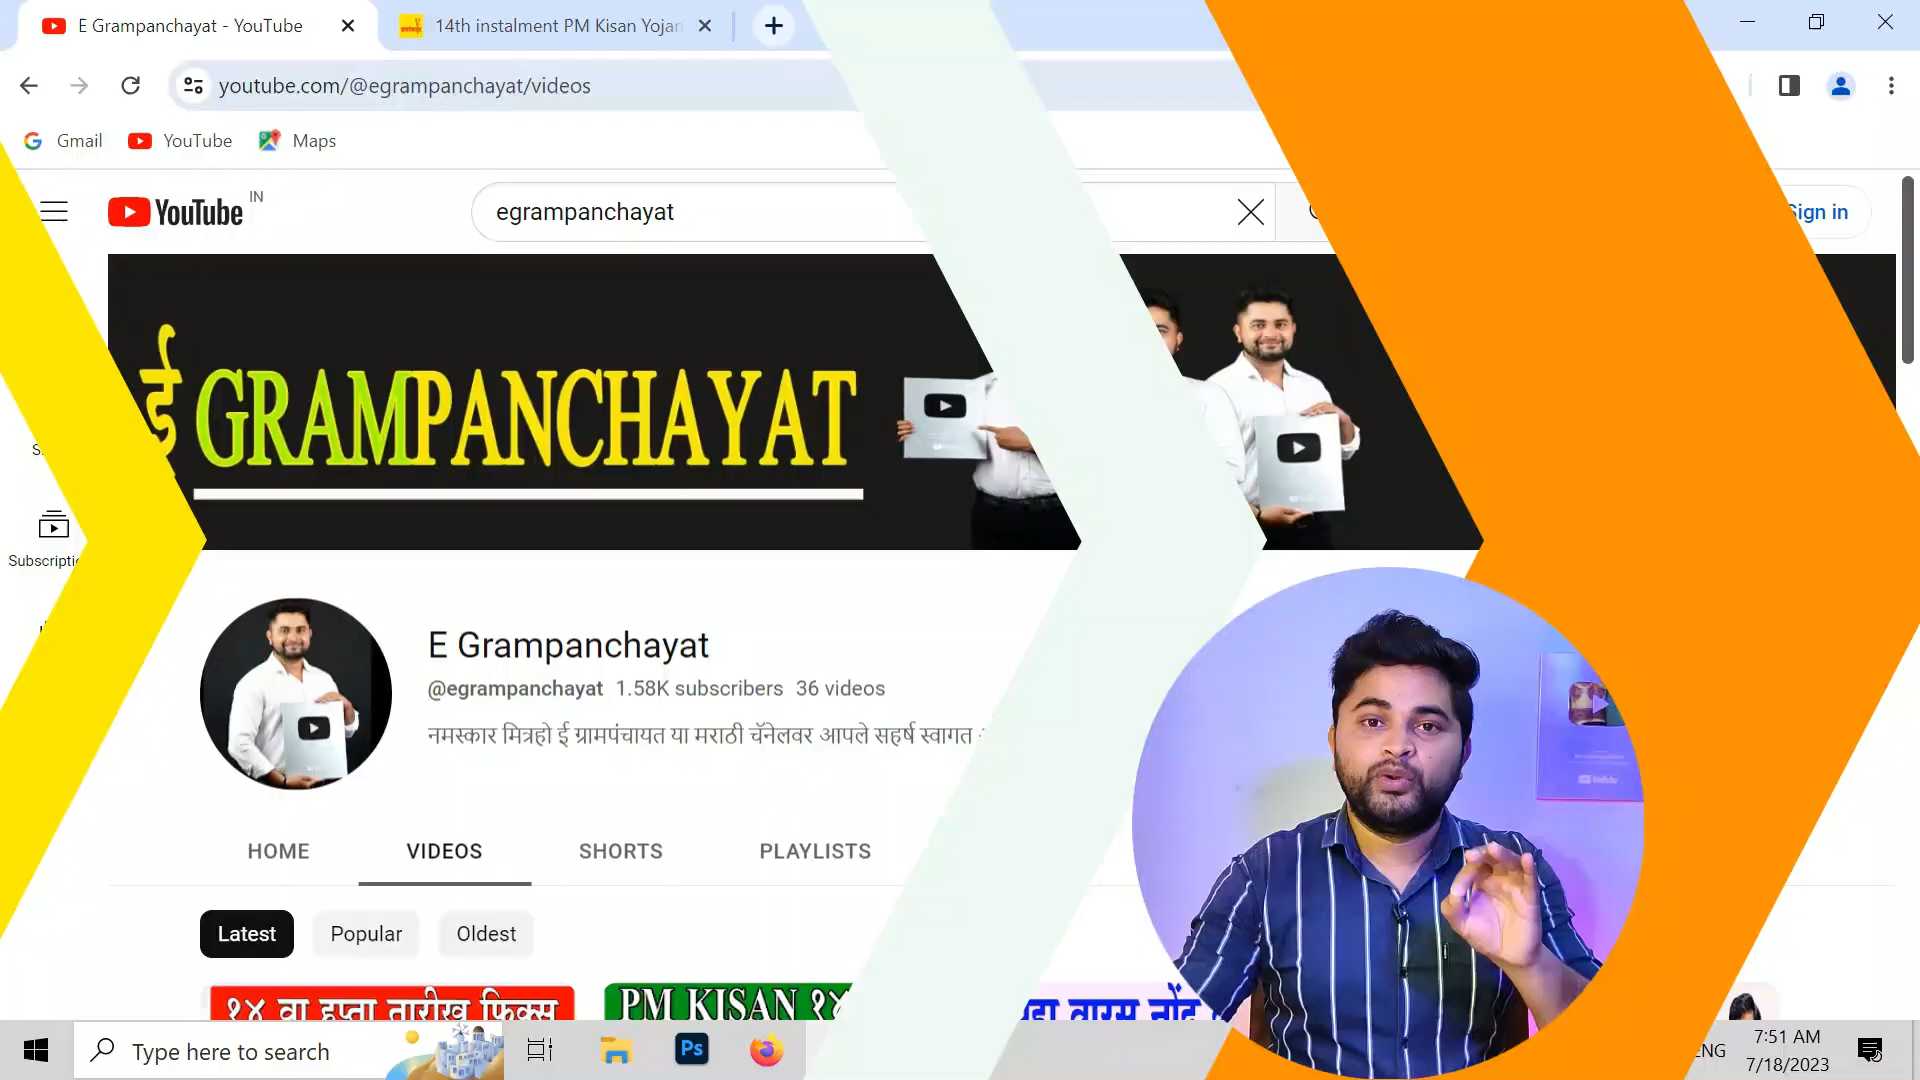 E Grampanchayat - YouTube
14th instalment PM Kisan Yojan
youtube.com/@egrampanchayat/videos
Gmail
YouTube
Maps
YouTube IN
egrampanchayat
Sign in
ई GRAMPANCHAYAT
E Grampanchayat
@egrampanchayat 1.58K subscribers 36 videos
नमस्कार मित्रहो ई ग्रामपंचायत या मराठी चॅनेलवर आपले सहर्ष स्वागत
HOME
VIDEOS
SHORTS
PLAYLISTS
Latest
Popular
Oldest
१४ वा हप्ता तारीख फिक्स
PM KISAN १४
वारस नोंद
Type here to search
Ps
ENG
7:51 AM
7/18/2023